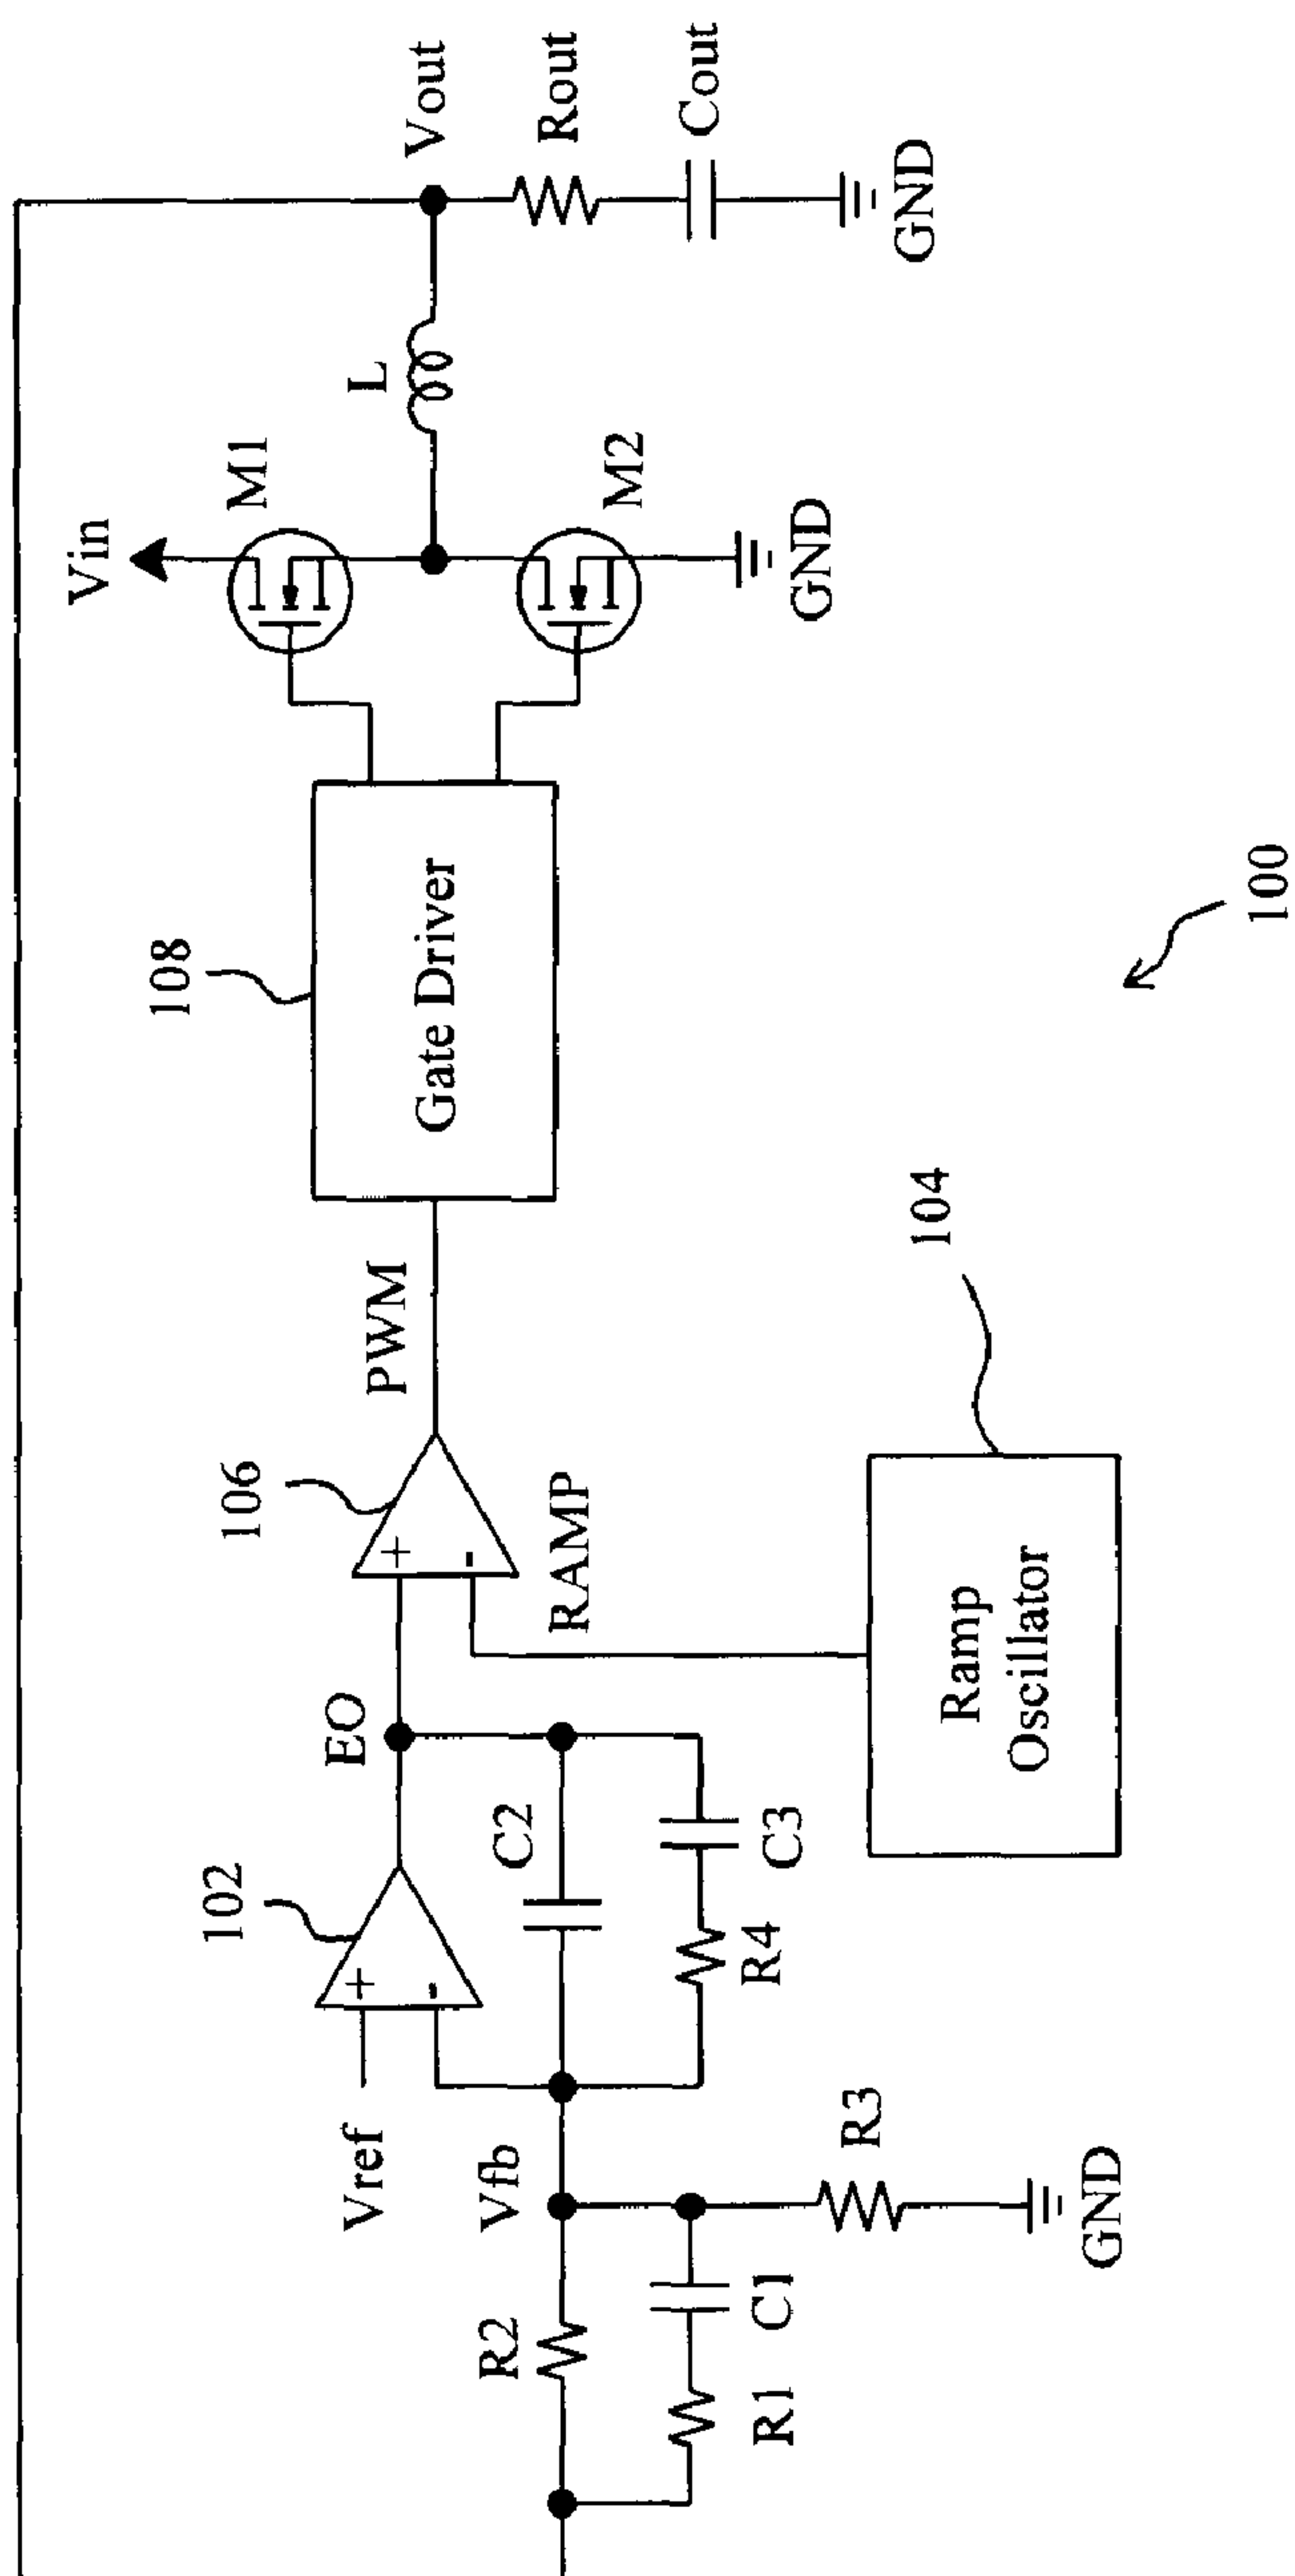 Vin
M1
L
Vout
Rout
Cout
GND
M2
GND
108
Gate Driver
PWM
106
+
-
RAMP
EO
102
+
-
Vref
Vfb
C2
C3
R4
R2
R1
C1
R3
GND
104
Ramp
Oscillator
100